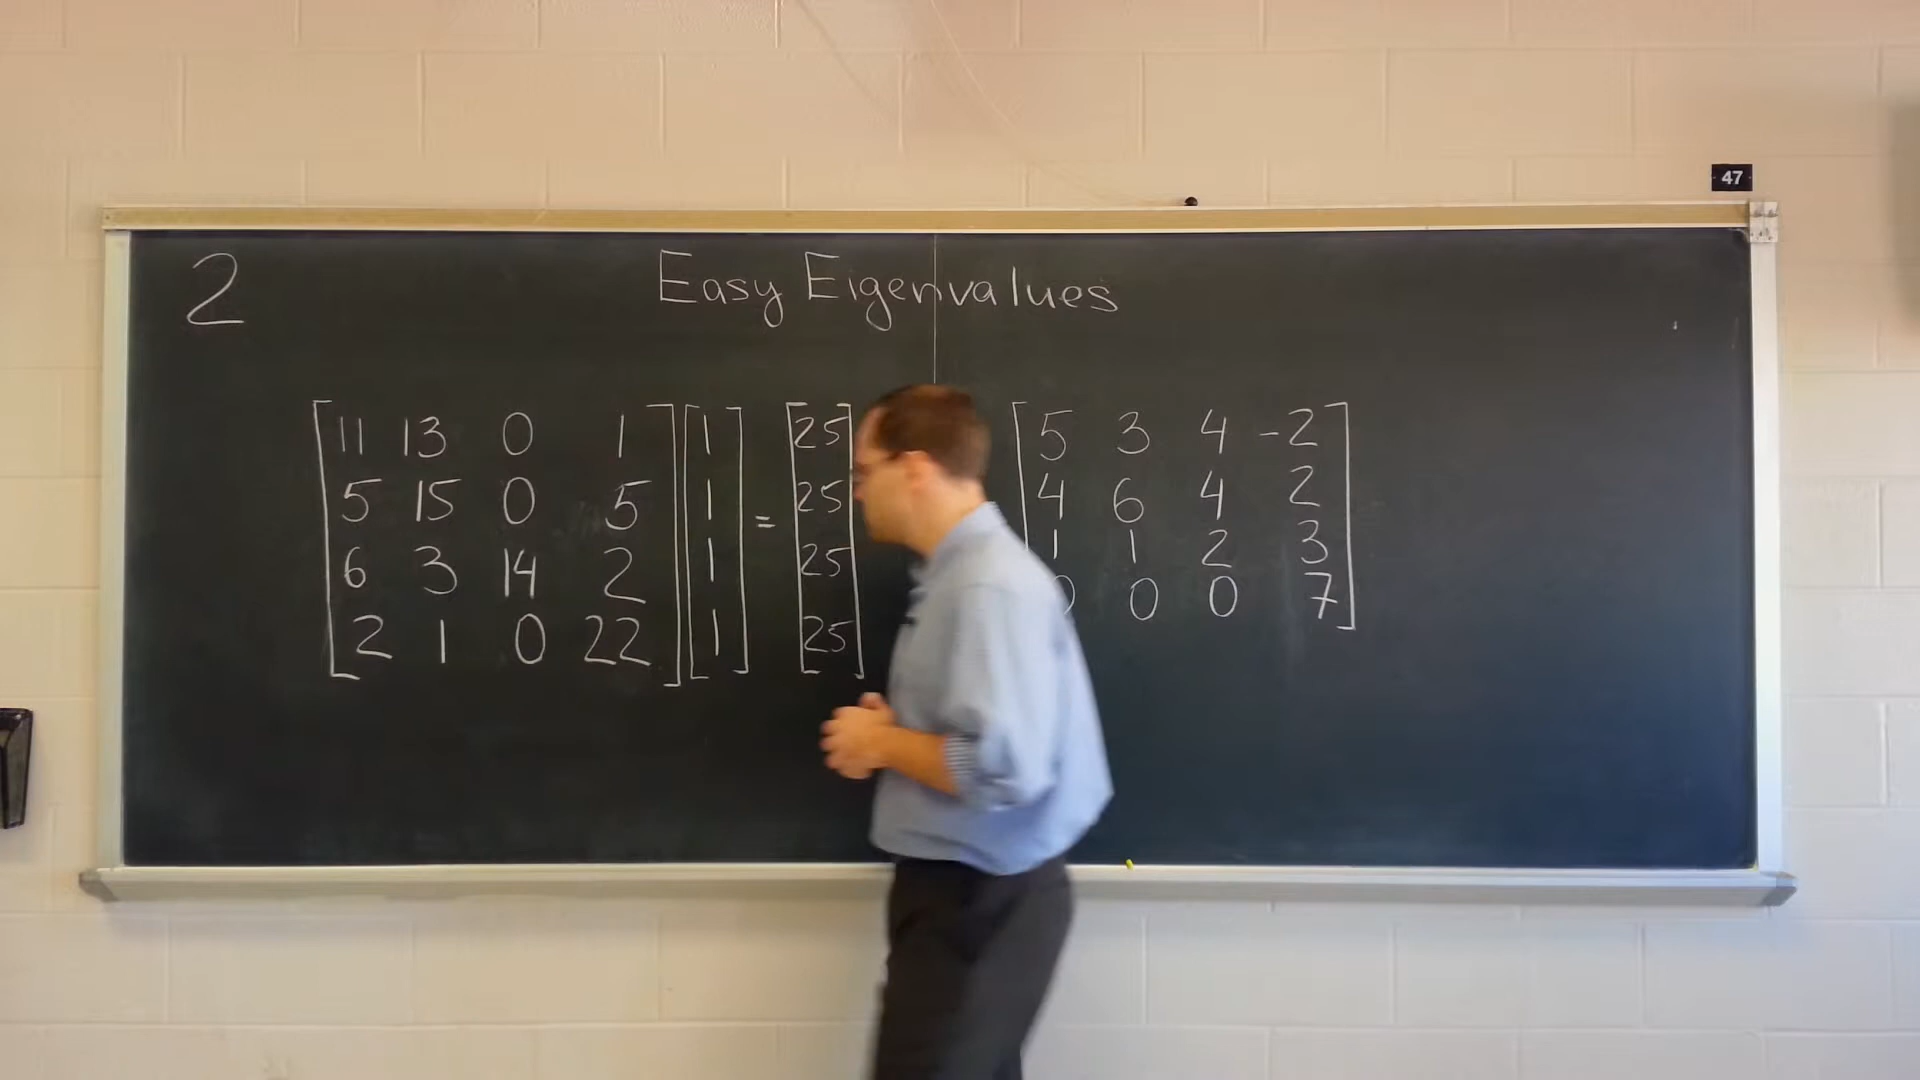 47
2 Easy Eigenvalues
11 13 0 1 1 25 5 3 4 -2
5 15 0 5 1 = 25 4 6 4 2
6 3 14 2 1 25 1 1 2 3
2 1 0 22 1 25 0 0 0 7